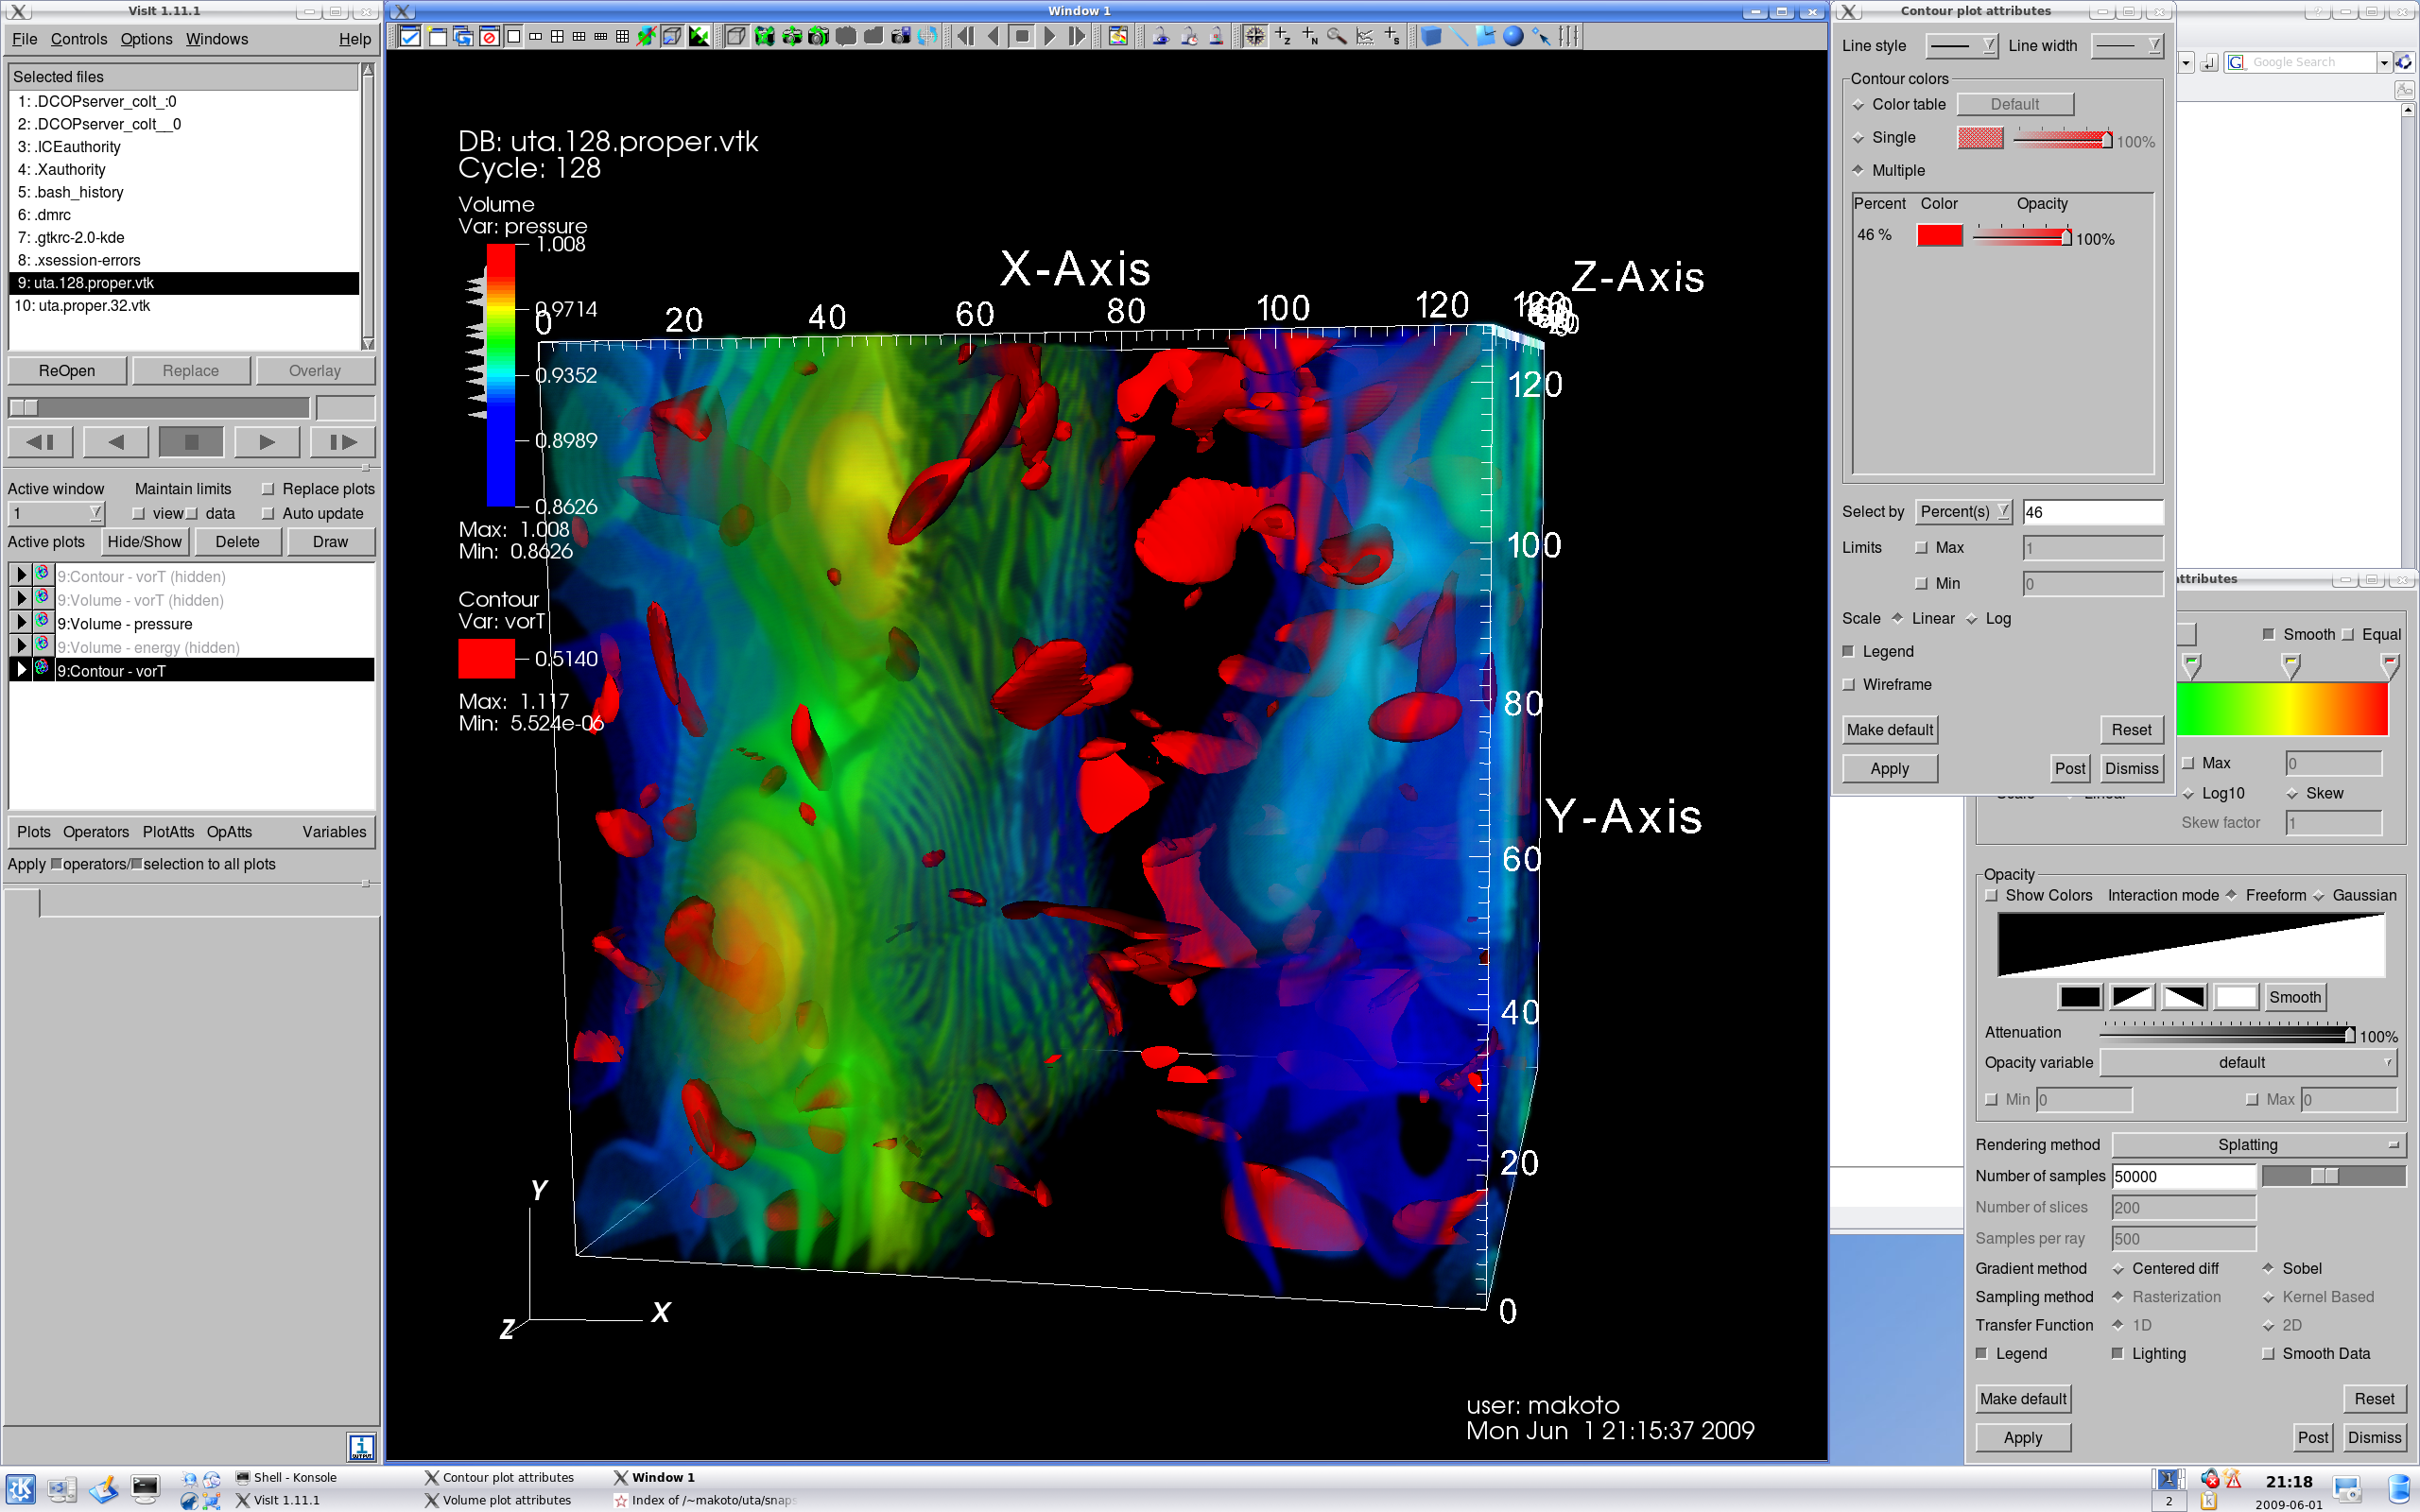 VisIt 1.11.1
File Controls Options Windows Help
Selected files
1: .DCOPserver_colt_:0
2: .DCOPserver_colt__0
3: .ICEauthority
4: .Xauthority
5: .bash_history
6: .dmrc
7: .gtkrc-2.0-kde
8: .xsession-errors
9: uta.128.proper.vtk
10: uta.proper.32.vtk
ReOpen Replace Overlay
Active window Maintain limits Replace plots
1 view data Auto update
Active plots Hide/Show Delete Draw
9:Contour - vorT (hidden)
9:Volume - vorT (hidden)
9:Volume - pressure
9:Volume - energy (hidden)
9:Contour - vorT
Plots Operators PlotAtts OpAtts Variables
Apply operators/ selection to all plots
Window 1
DB: uta.128.proper.vtk
Cycle: 128
Volume
Var: pressure
1.008
0.9714
0.9352
0.8989
0.8626
Max: 1.008
Min: 0.8626
Contour
Var: vorT
0.5140
Max: 1.117
Min: 5.524e-06
X-Axis
0 20 40 60 80 100 120
Z-Axis
120
100
80
Y-Axis
60
40
20
0
Y
X
Z
user: makoto
Mon Jun 1 21:15:37 2009
Contour plot attributes
Line style Line width
Contour colors
Color table Default
Single 100%
Multiple
Percent Color Opacity
46 % 100%
Select by Percent(s) 46
Limits Max 1
Min 0
Scale Linear Log
Legend
Wireframe
Make default Reset
Apply Post Dismiss
Google Search
ttributes
Smooth Equal
Max 0
Log10 Skew
Skew factor 1
Opacity
Show Colors Interaction mode Freeform Gaussian
Smooth
Attenuation 100%
Opacity variable default
Min 0 Max 0
Rendering method Splatting
Number of samples 50000
Number of slices 200
Samples per ray 500
Gradient method Centered diff Sobel
Sampling method Rasterization Kernel Based
Transfer Function 1D 2D
Legend Lighting Smooth Data
Make default Reset
Apply Post Dismiss
Shell - Konsole Contour plot attributes Window 1
VisIt 1.11.1 Volume plot attributes Index of /~makoto/uta/snaps
1
2
21:18
2009-06-01